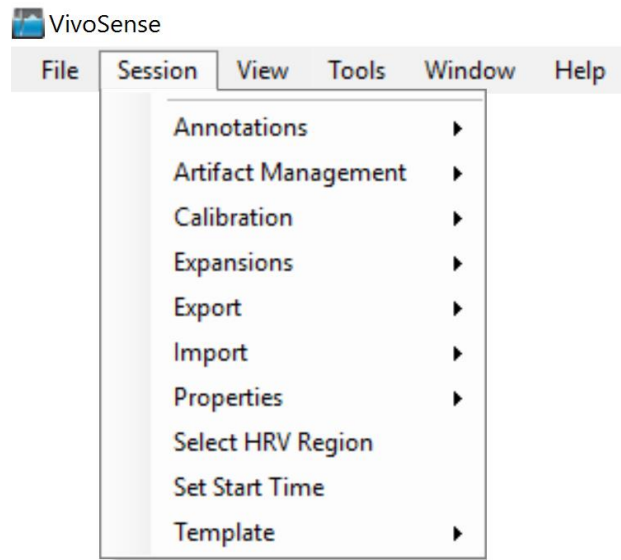 VivoSense
File Session View Tools Window Help
Annotations
Artifact Management
Calibration
Expansions
Export
Import
Properties
Select HRV Region
Set Start Time
Template